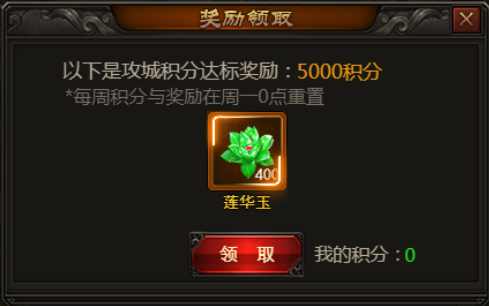 奖励领取
以下是攻城积分达标奖励：5000积分
*每周积分与奖励在周一0点重置
400
莲华玉
领 取 我的积分：0